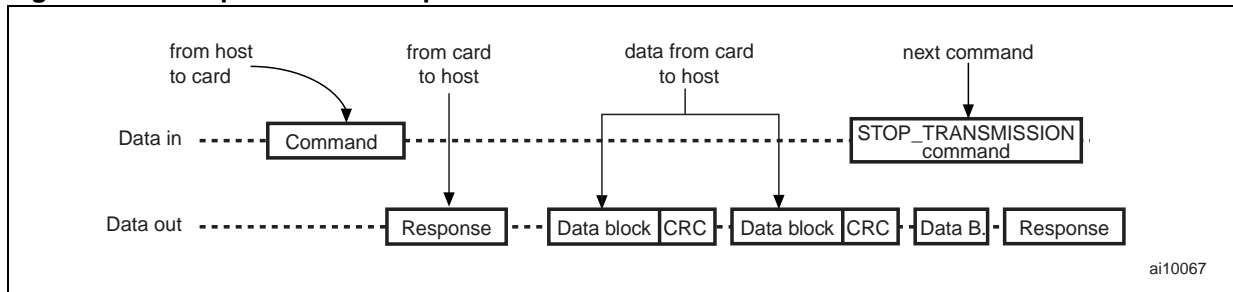 from host
to card
from card
to host
data from card
to host
next command
Data in
Command
STOP_TRANSMISSION
command
Data out
Response
Data block
CRC
Data block
CRC
Data B.
Response
ai10067